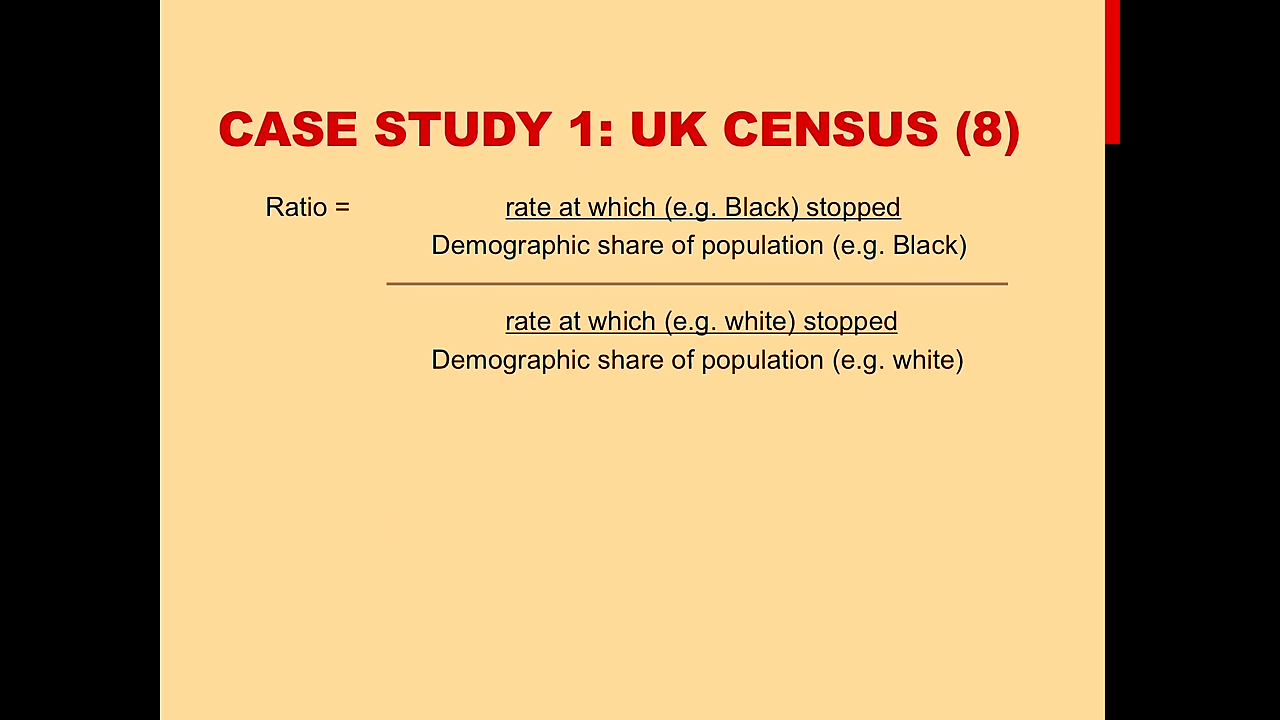 CASE STUDY 1: UK CENSUS (8)
Ratio = rate at which (e.g. Black) stopped
Demographic share of population (e.g. Black)
rate at which (e.g. white) stopped
Demographic share of population (e.g. white)